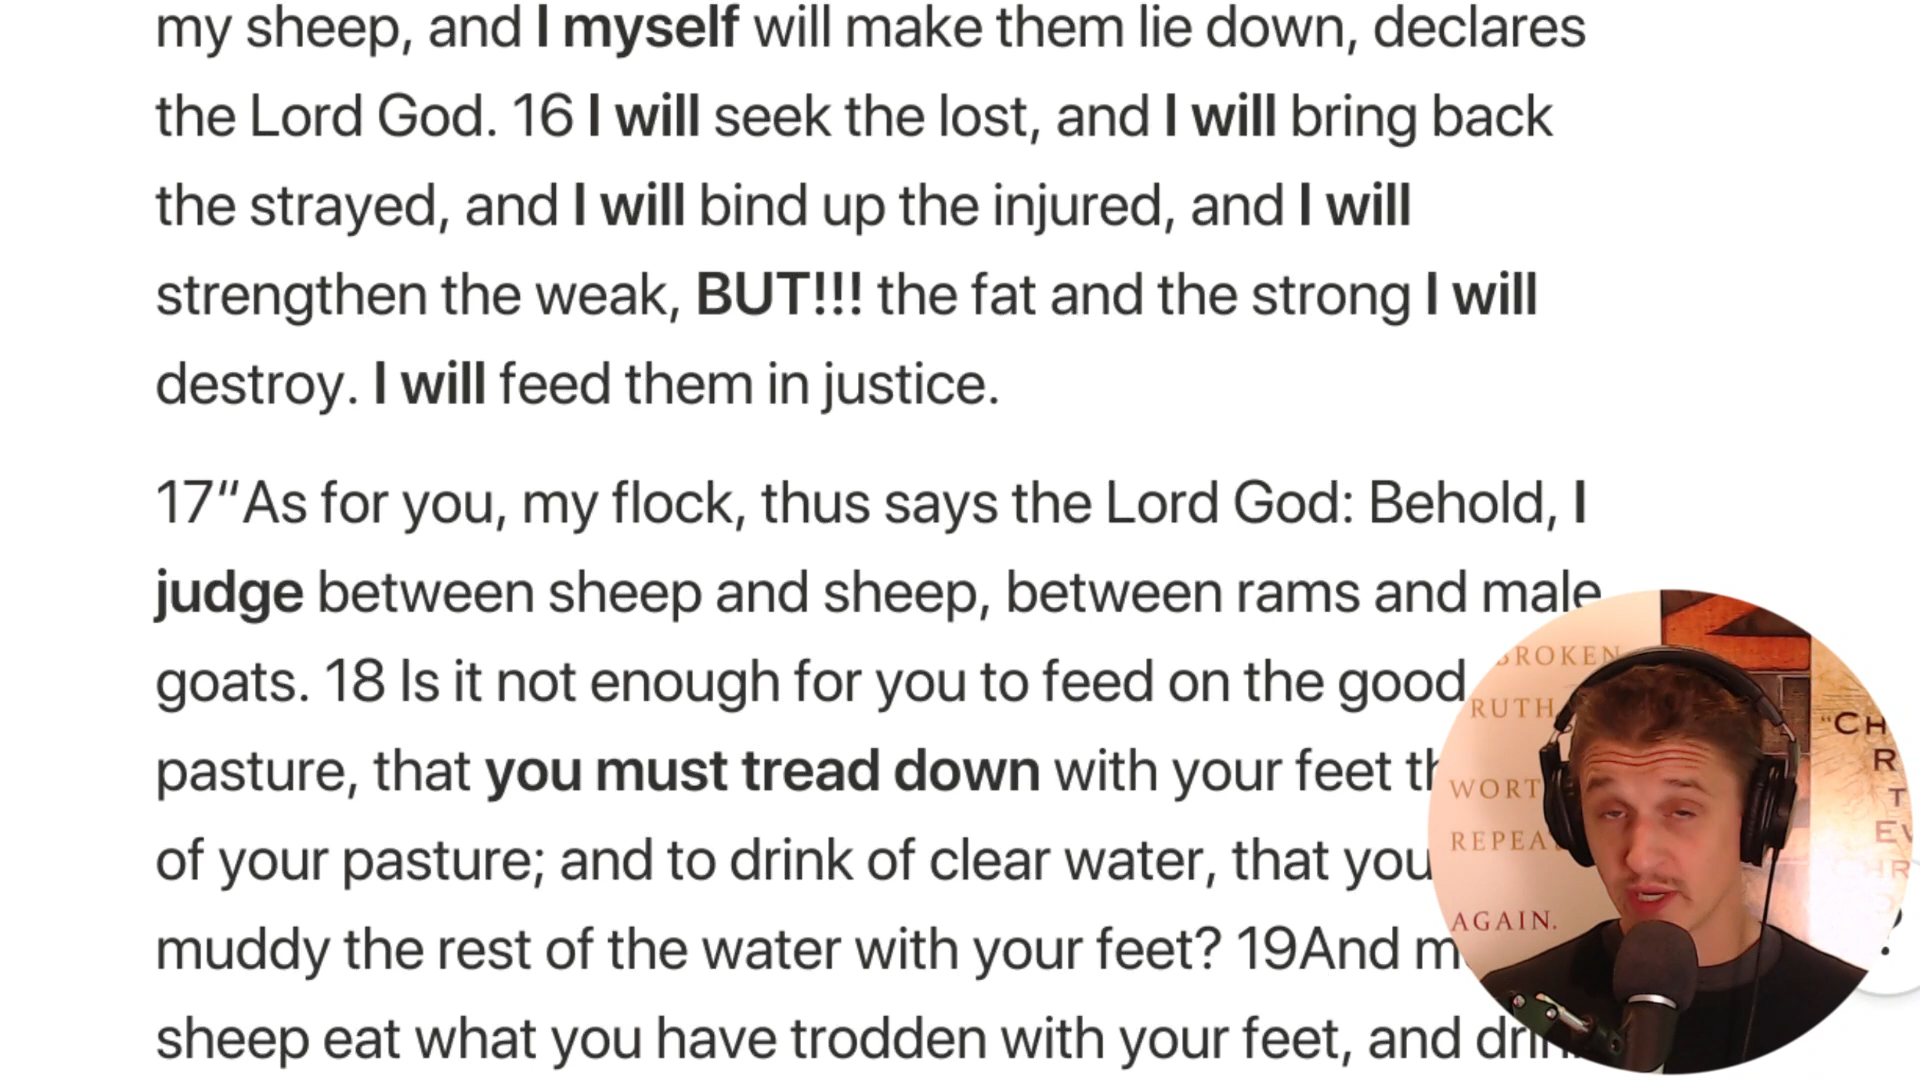 my sheep, and I myself will make them lie down, declares
the Lord God. 16 I will seek the lost, and I will bring back
the strayed, and I will bind up the injured, and I will
strengthen the weak, BUT!!! the fat and the strong I will
destroy. I will feed them in justice.
17“As for you, my flock, thus says the Lord God: Behold, I
judge between sheep and sheep, between rams and male
goats. 18 Is it not enough for you to feed on the good
pasture, that you must tread down with your feet
of your pasture; and to drink of clear water, that you
muddy the rest of the water with your feet? 19And
sheep eat what you have trodden with your feet, and
BROKEN
AGAIN.